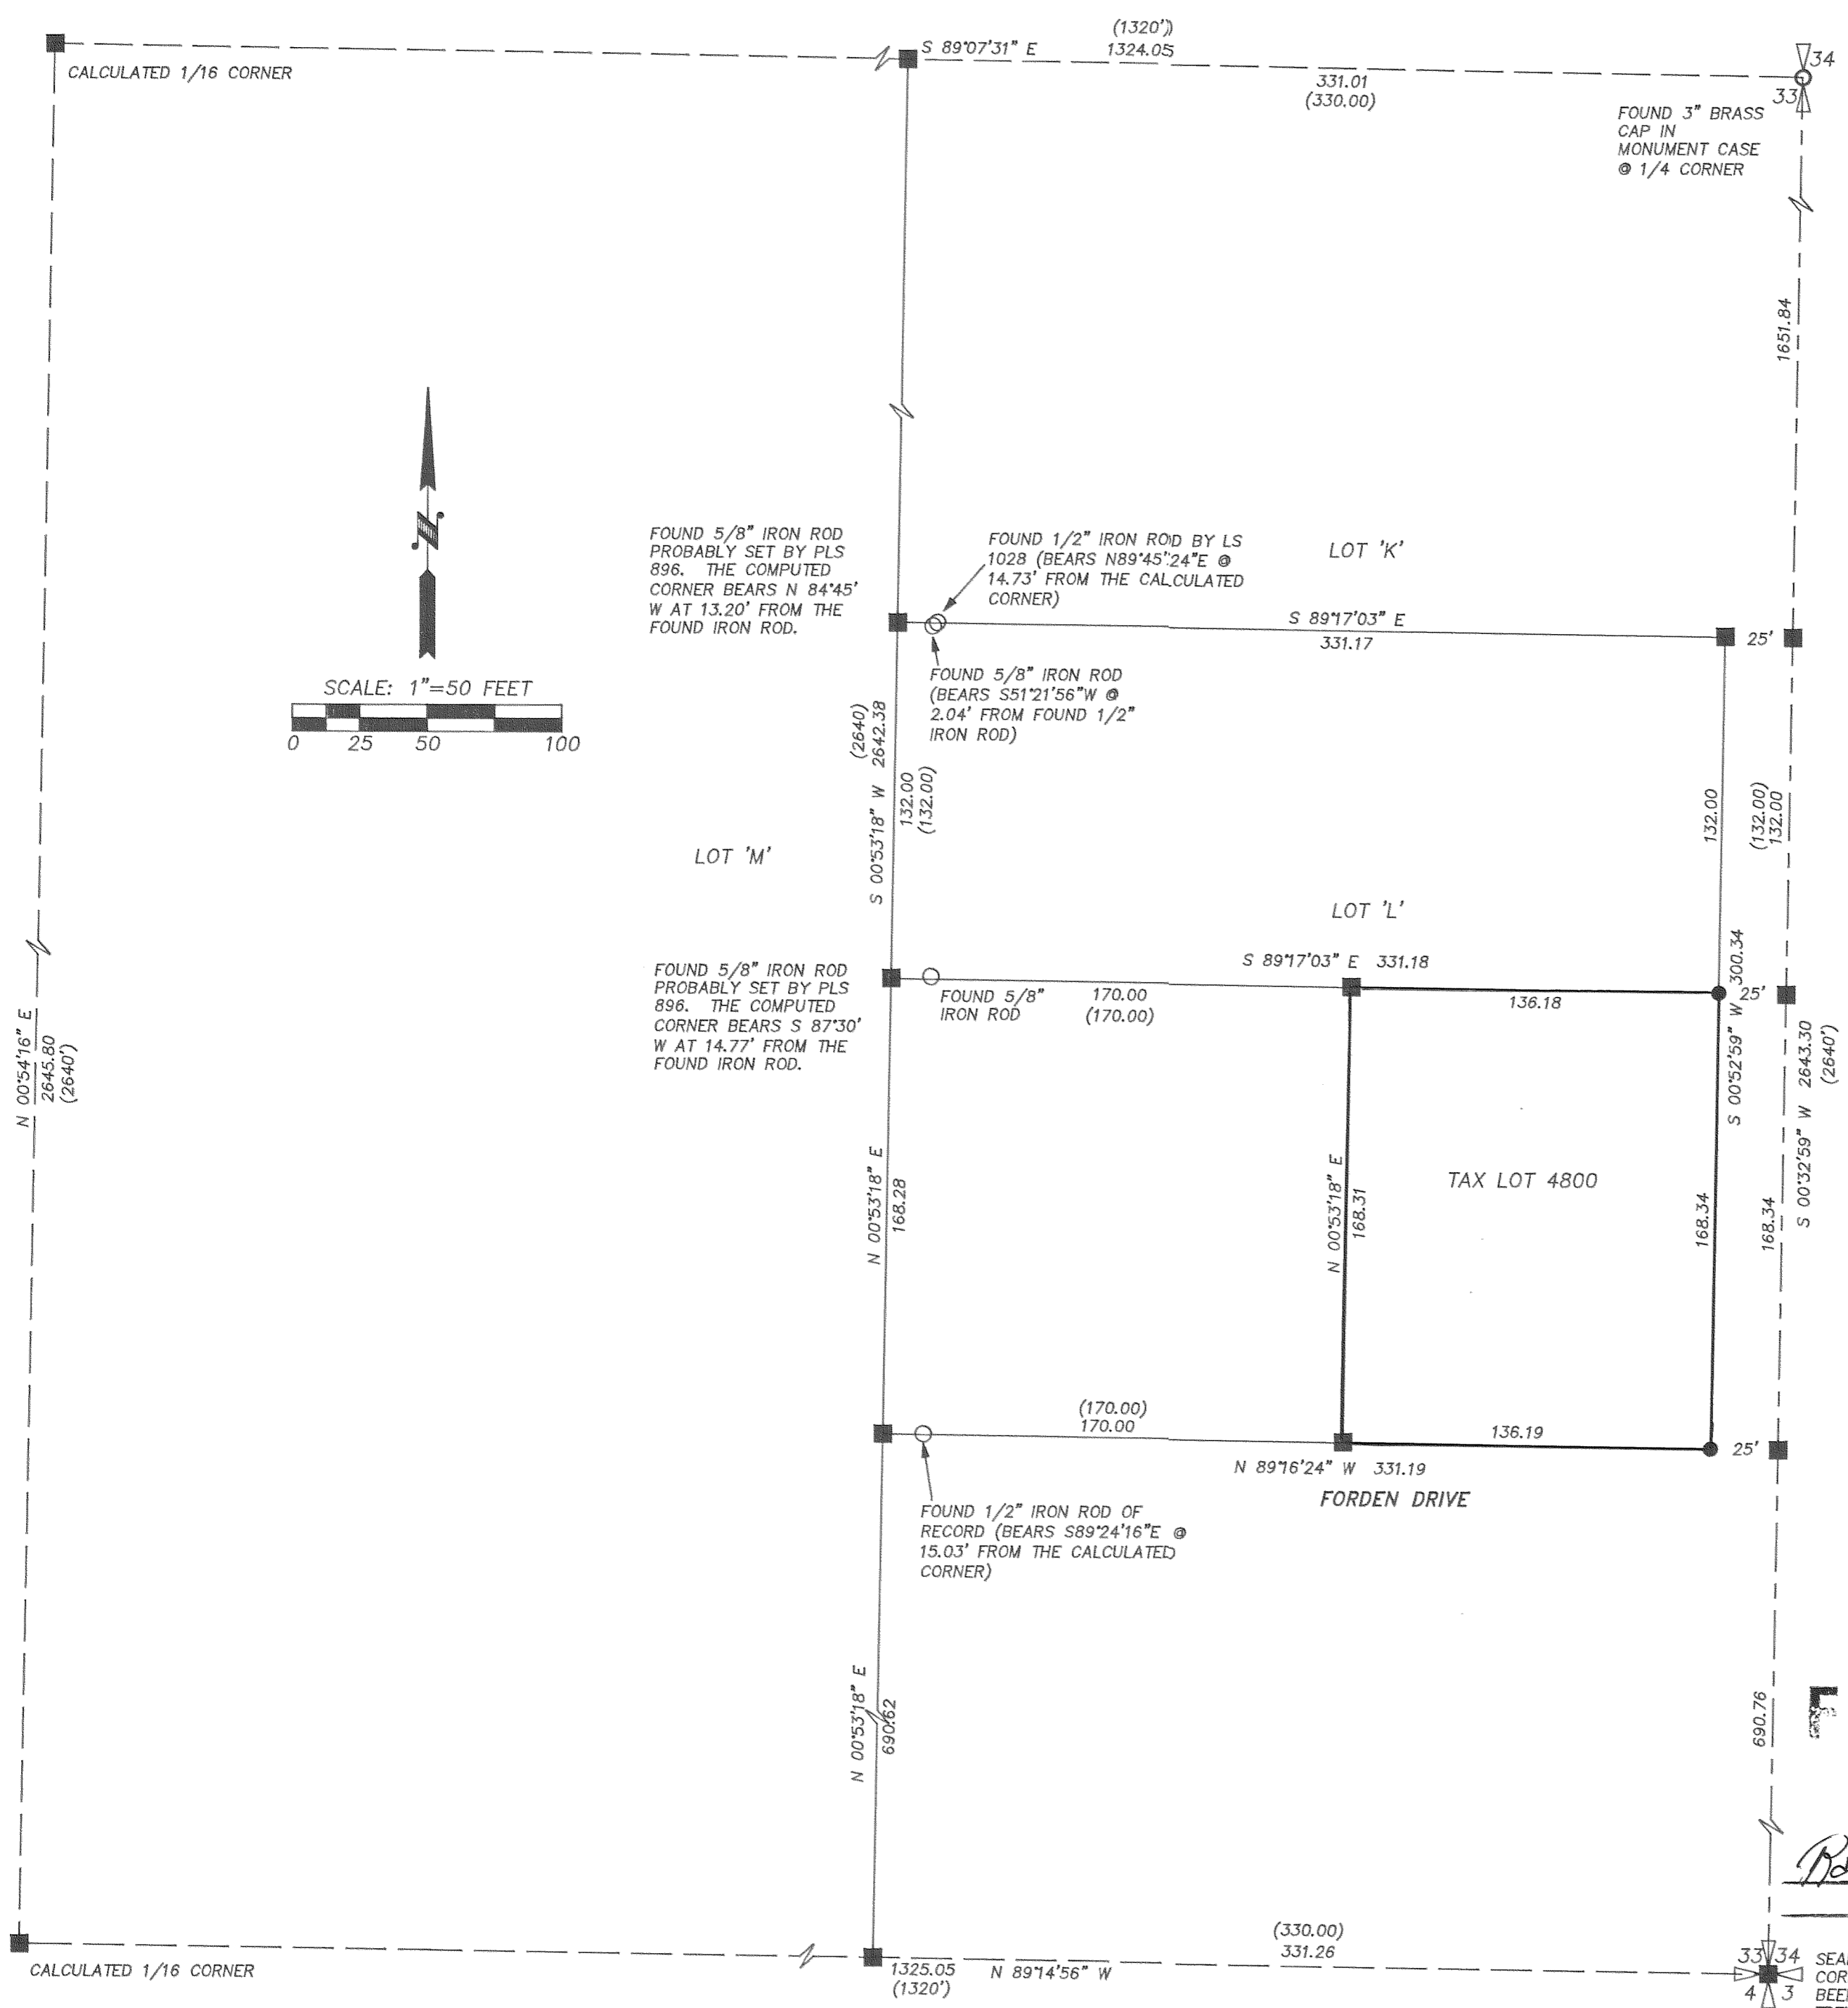 (1320')
S 89°07'31" E 1324.05
34
CALCULATED 1/16 CORNER
331.01
(330.00)
33
FOUND 3" BRASS
CAP IN
MONUMENT CASE
@ 1/4 CORNER
1651.84
FOUND 5/8" IRON ROD
PROBABLY SET BY PLS
896. THE COMPUTED
CORNER BEARS N 84°45'
W AT 13.20' FROM THE
FOUND IRON ROD.
FOUND 1/2" IRON ROD BY LS
1028 (BEARS N89°45'24"E @
14.73' FROM THE CALCULATED
CORNER)
LOT 'K'
N
S 89°17'03" E
331.17
25'
SCALE: 1"=50 FEET
0 25 50 100
FOUND 5/8" IRON ROD
(BEARS S51°21'56"W @
2.04' FROM FOUND 1/2"
IRON ROD)
(2640)
S 00°53'18" W 2642.38
132.00
(132.00)
132.00
(132.00)
132.00
LOT 'M'
LOT 'L'
S 89°17'03" E 331.18
FOUND 5/8" IRON ROD
PROBABLY SET BY PLS
896. THE COMPUTED
CORNER BEARS S 87°30'
W AT 14.77' FROM THE
FOUND IRON ROD.
FOUND 5/8"
IRON ROD
170.00
(170.00)
136.18
25'
S 00°52'59" W 300.34
N 00°54'16" E
2645.80
(2640')
S 00°32'59" W 2643.30
(2640')
N 00°53'18" E
168.28
N 00°53'18" E
168.31
TAX LOT 4800
168.34
168.34
(170.00)
170.00
136.19
25'
N 89°16'24" W 331.19
FORDEN DRIVE
FOUND 1/2" IRON ROD OF
RECORD (BEARS S89°24'16"E @
15.03' FROM THE CALCULATED
CORNER)
N 00°53'18" E
690.62
690.76
F
(330.00)
331.26
CALCULATED 1/16 CORNER
1325.05
(1320')
N 89°14'56" W
33 34
4 3
SEA
COR
BEE